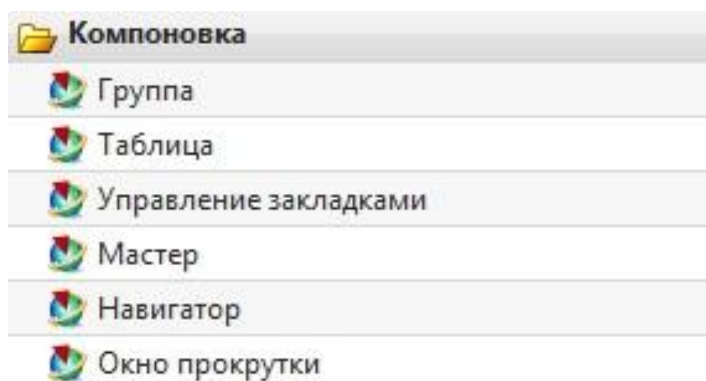 Компоновка
Группа
Таблица
Управление закладками
Мастер
Навигатор
Окно прокрутки